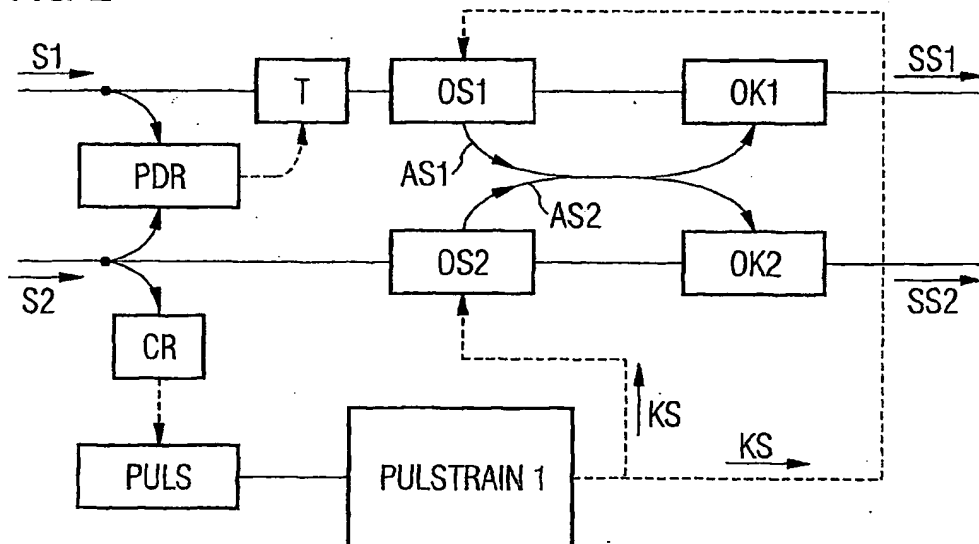 S1
T
OS1
OK1
SS1
PDR
AS1
AS2
S2
OS2
OK2
SS2
CR
KS
PULS
PULSTRAIN 1
KS